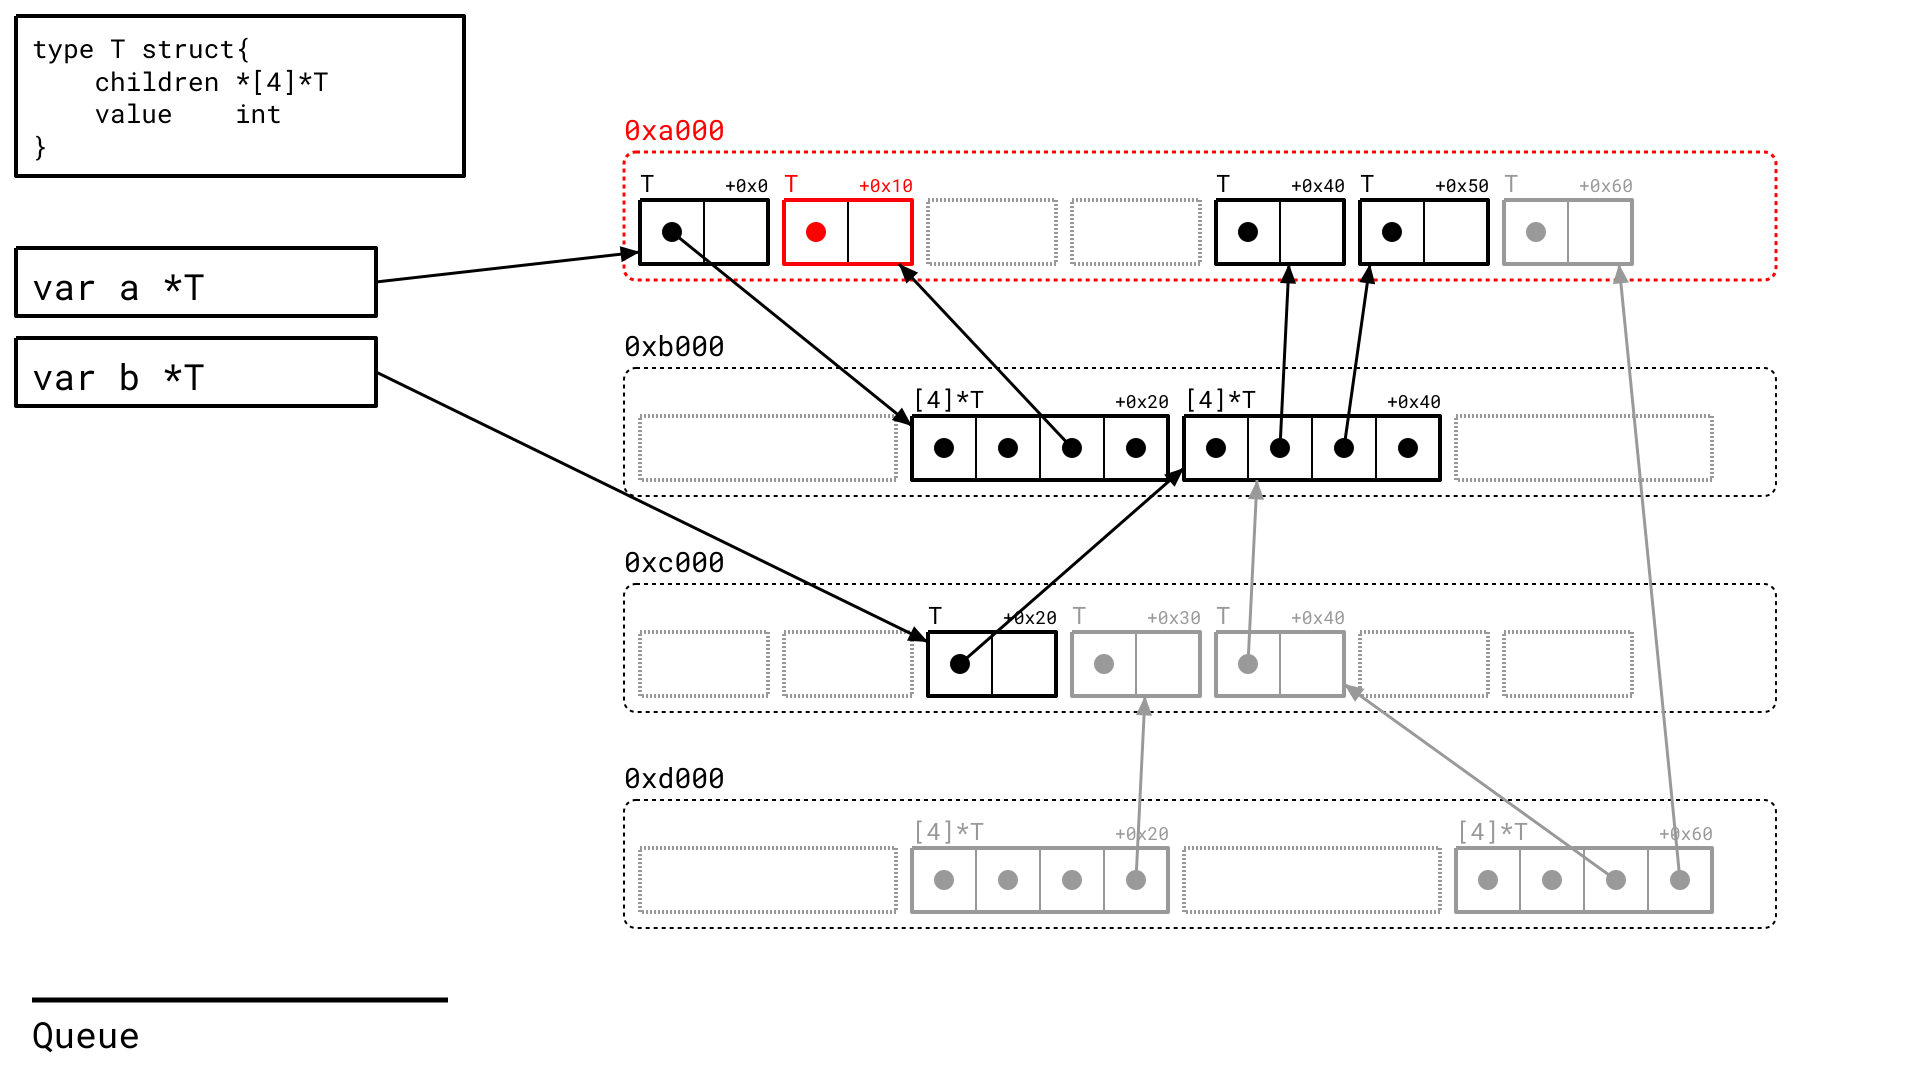 type T struct{
    children *[4]*T
    value    int
}
var a *T
var b *T
0xa000
T +0x0 T +0x10 T +0x40 T +0x50 T +0x60
0xb000
[4]*T +0x20 [4]*T +0x40
0xc000
T +0x20 T +0x30 T +0x40
0xd000
[4]*T +0x20 [4]*T +0x60
Queue